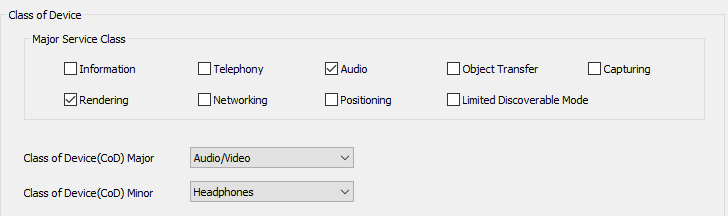 Class of Device
Major Service Class
Information Telephony Audio Object Transfer Capturing
Rendering Networking Positioning Limited Discoverable Mode
Class of Device(CoD) Major Audio/Video
Class of Device(CoD) Minor Headphones